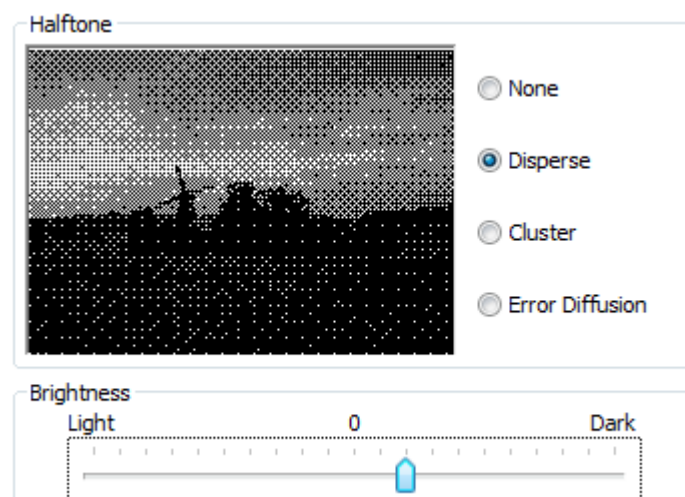 Halftone
None
Disperse
Cluster
Error Diffusion
Brightness
Light 0 Dark